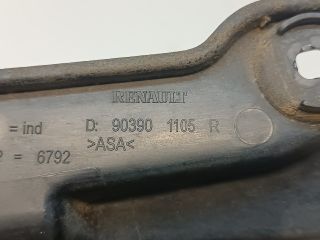 RENAULT
= ind D: 90390 1105 R
>ASA<
= 6792